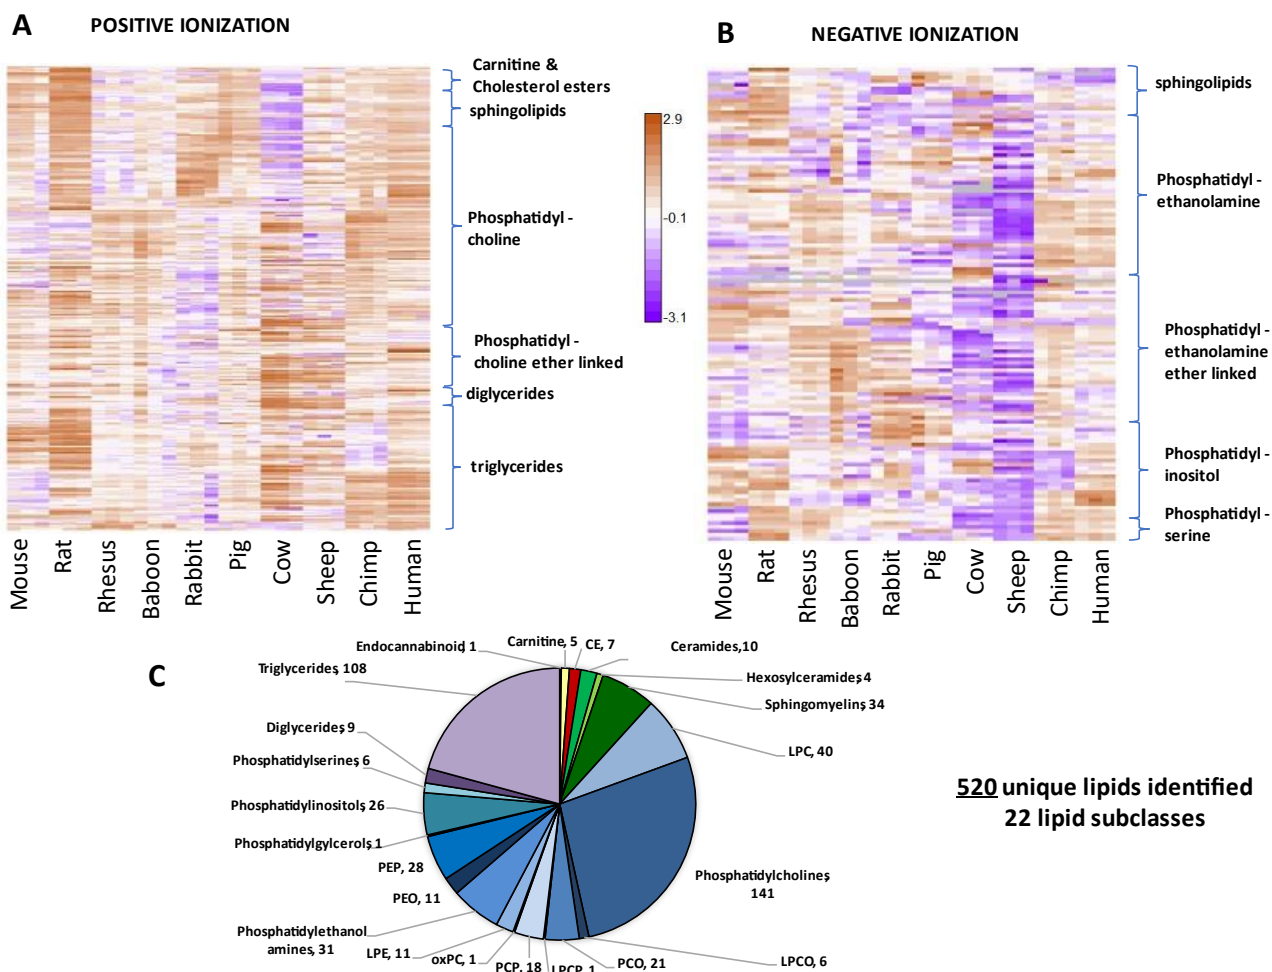 A
POSITIVE IONIZATION
Carnitine &
Cholesterol esters
sphingolipids
Phosphatidyl -
choline
Phosphatidyl -
choline ether linked
diglycerides
triglycerides
Mouse
Rat
Rhesus
Baboon
Rabbit
Pig
Cow
Sheep
Chimp
Human
2.9
-0.1
-3.1
B
NEGATIVE IONIZATION
sphingolipids
Phosphatidyl -
ethanolamine
Phosphatidyl -
ethanolamine
ether linked
Phosphatidyl -
inositol
Phosphatidyl -
serine
Mouse
Rat
Rhesus
Baboon
Rabbit
Pig
Cow
Sheep
Chimp
Human
C
Endocannabinoid, 1
Carnitine, 5
CE, 7
Ceramides,10
Hexosylceramides, 4
Sphingomyelins, 34
LPC, 40
Phosphatidylcholines,
141
LPCO, 6
PCO, 21
LPCP, 1
PCP, 18
oxPC, 1
LPE, 11
Phosphatidylethanol
amines, 31
PEO, 11
PEP, 28
Phosphatidylgylcerols, 1
Phosphatidylinositols, 26
Phosphatidylserines, 6
Diglycerides, 9
Triglycerides, 108
520 unique lipids identified
22 lipid subclasses